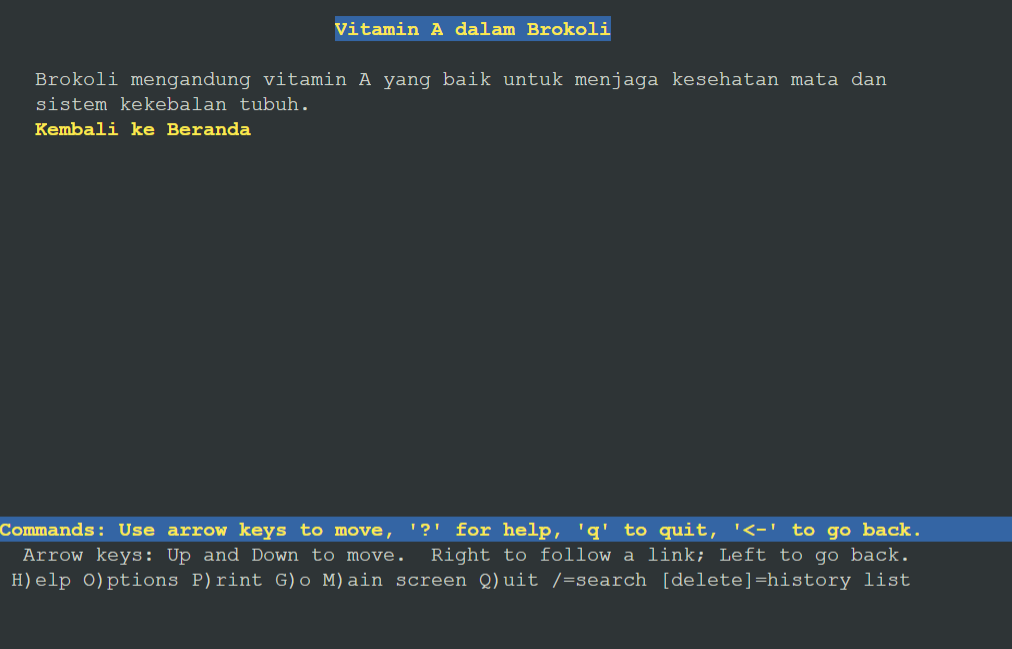 Vitamin A dalam Brokoli
Brokoli mengandung vitamin A yang baik untuk menjaga kesehatan mata dan
sistem kekebalan tubuh.
Kembali ke Beranda
Commands: Use arrow keys to move, '?' for help, 'q' to quit, '<-' to go back.
Arrow keys: Up and Down to move.  Right to follow a link; Left to go back.
H)elp O)ptions P)rint G)o M)ain screen Q)uit /=search [delete]=history list